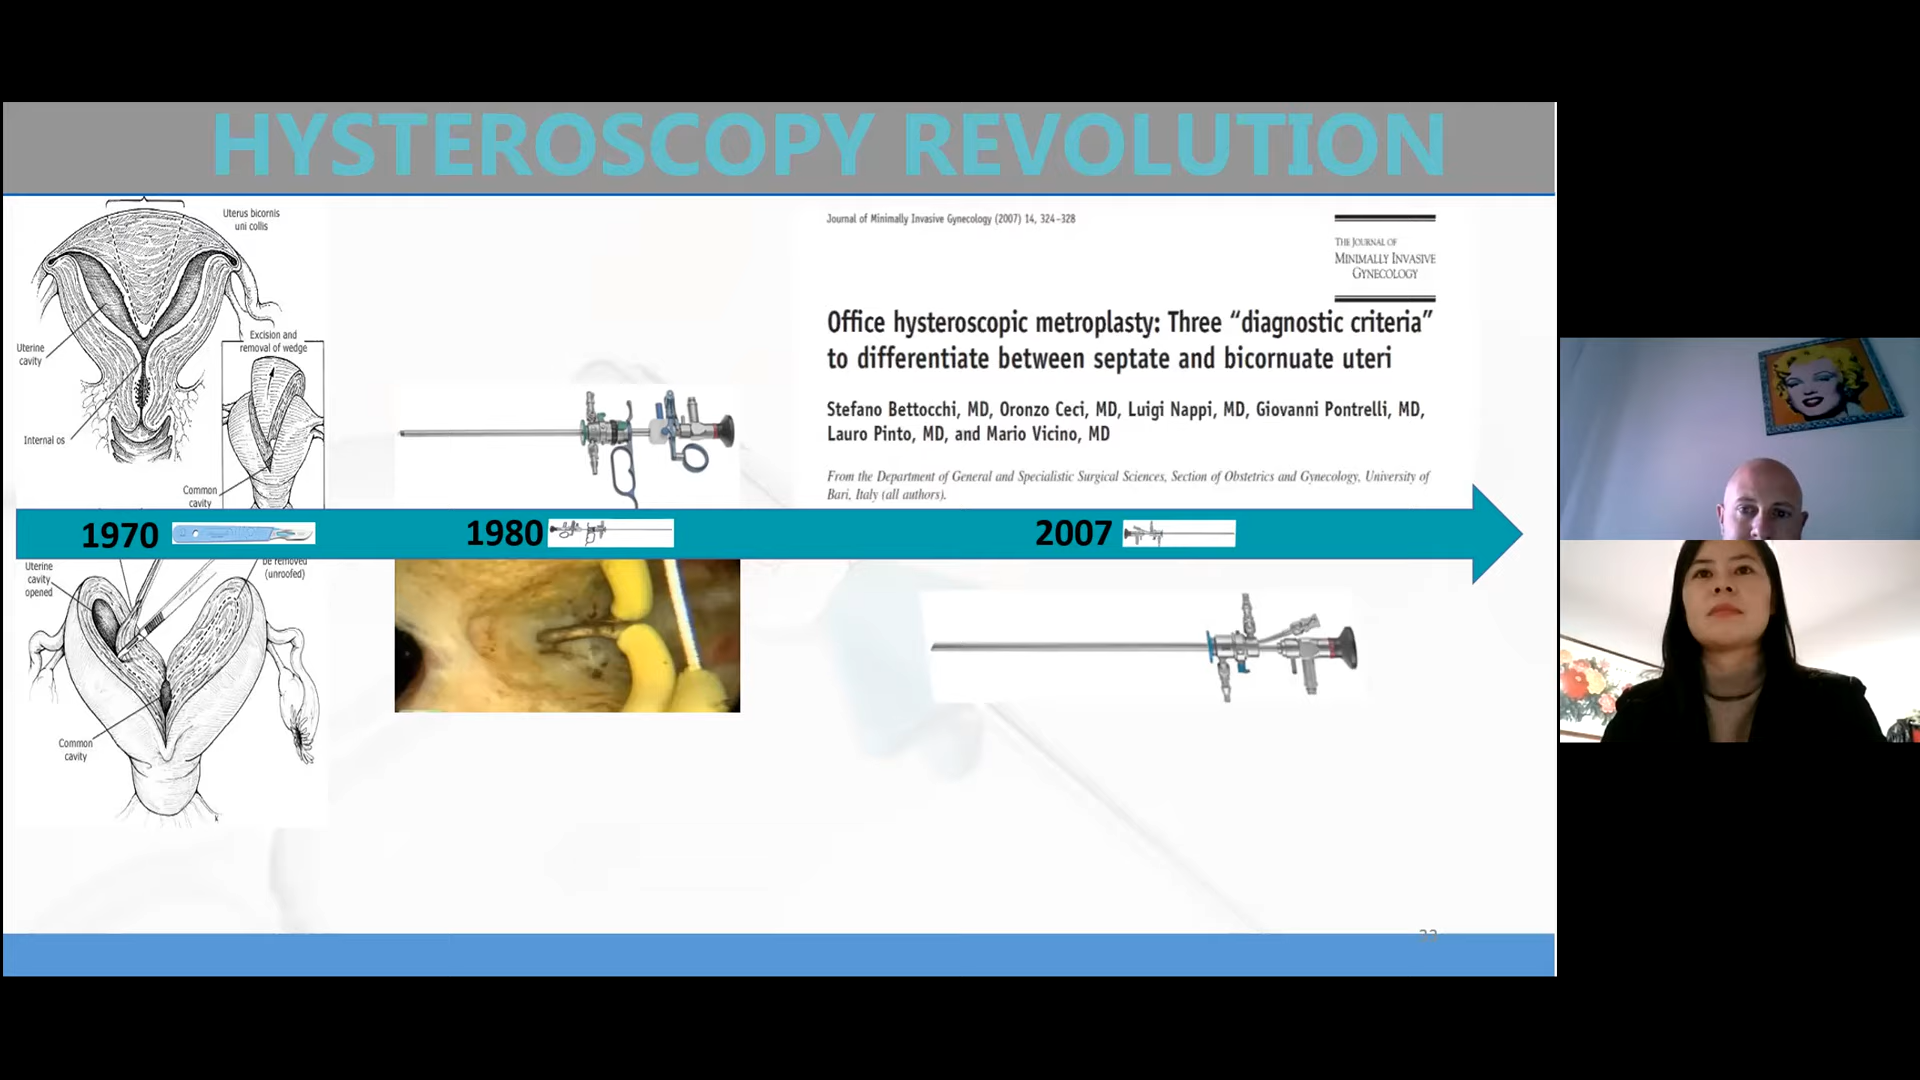 HYSTEROSCOPY REVOLUTION
Uterus bicornis
uni collis
Uterine
cavity
Excision and
removal of wedge
Internal os
Common
cavity
Journal of Minimally Invasive Gynecology (2007) 14, 324–328
THE JOURNAL OF
MINIMALLY INVASIVE
GYNECOLOGY
Office hysteroscopic metroplasty: Three “diagnostic criteria”
to differentiate between septate and bicornuate uteri
Stefano Bettocchi, MD, Oronzo Ceci, MD, Luigi Nappi, MD, Giovanni Pontrelli, MD,
Lauro Pinto, MD, and Mario Vicino, MD
From the Department of General and Specialistic Surgical Sciences, Section of Obstetrics and Gynecology, University of
Bari, Italy (all authors).
1970
1980
2007
Uterine
cavity
opened
be removed
(unroofed)
Common
cavity